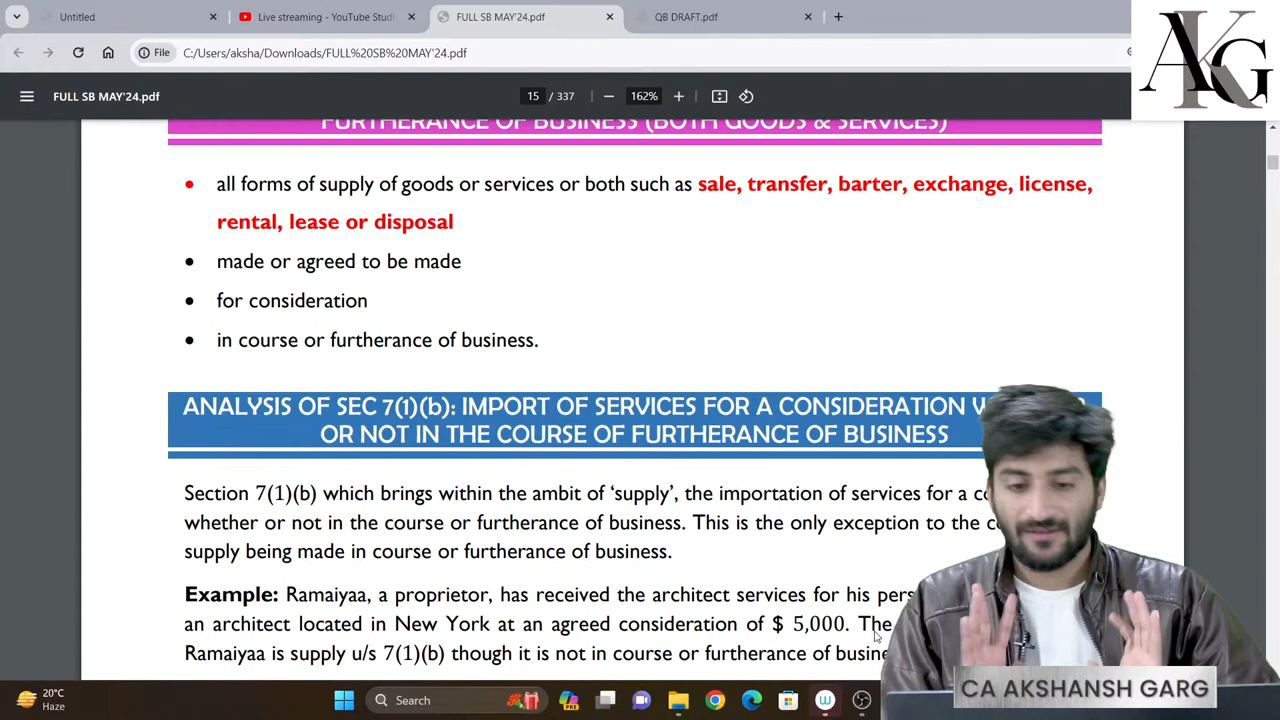 Untitled
Live streaming - YouTube Stud
FULL SB MAY'24.pdf
QB DRAFT.pdf
File
C:/Users/aksha/Downloads/FULL%20SB%20MAY'24.pdf
AKG
FULL SB MAY'24.pdf
15 / 337
162%
FURTHERANCE OF BUSINESS (BOTH GOODS & SERVICES)
• all forms of supply of goods or services or both such as sale, transfer, barter, exchange, license,
rental, lease or disposal
• made or agreed to be made
• for consideration
• in course or furtherance of business.
ANALYSIS OF SEC 7(1)(b): IMPORT OF SERVICES FOR A CONSIDERATION
OR NOT IN THE COURSE OF FURTHERANCE OF BUSINESS
Section 7(1)(b) which brings within the ambit of ‘supply’, the importation of services for a
whether or not in the course or furtherance of business. This is the only exception to the
supply being made in course or furtherance of business.
Example: Ramaiyaa, a proprietor, has received the architect services for his
an architect located in New York at an agreed consideration of $ 5,000. The
Ramaiyaa is supply u/s 7(1)(b) though it is not in course or furtherance of
CA AKSHANSH GARG
20°C
Haze
Search
PRE